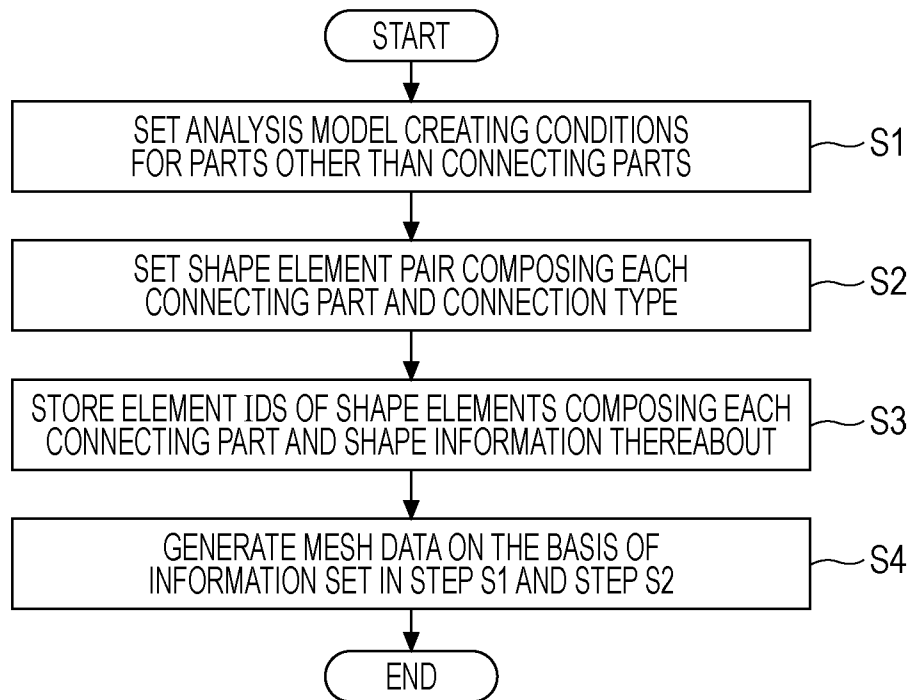 START
SET ANALYSIS MODEL CREATING CONDITIONS
FOR PARTS OTHER THAN CONNECTING PARTS
S1
SET SHAPE ELEMENT PAIR COMPOSING EACH
CONNECTING PART AND CONNECTION TYPE
S2
STORE ELEMENT IDS OF SHAPE ELEMENTS COMPOSING EACH
CONNECTING PART AND SHAPE INFORMATION THEREABOUT
S3
GENERATE MESH DATA ON THE BASIS OF
INFORMATION SET IN STEP S1 AND STEP S2
S4
END